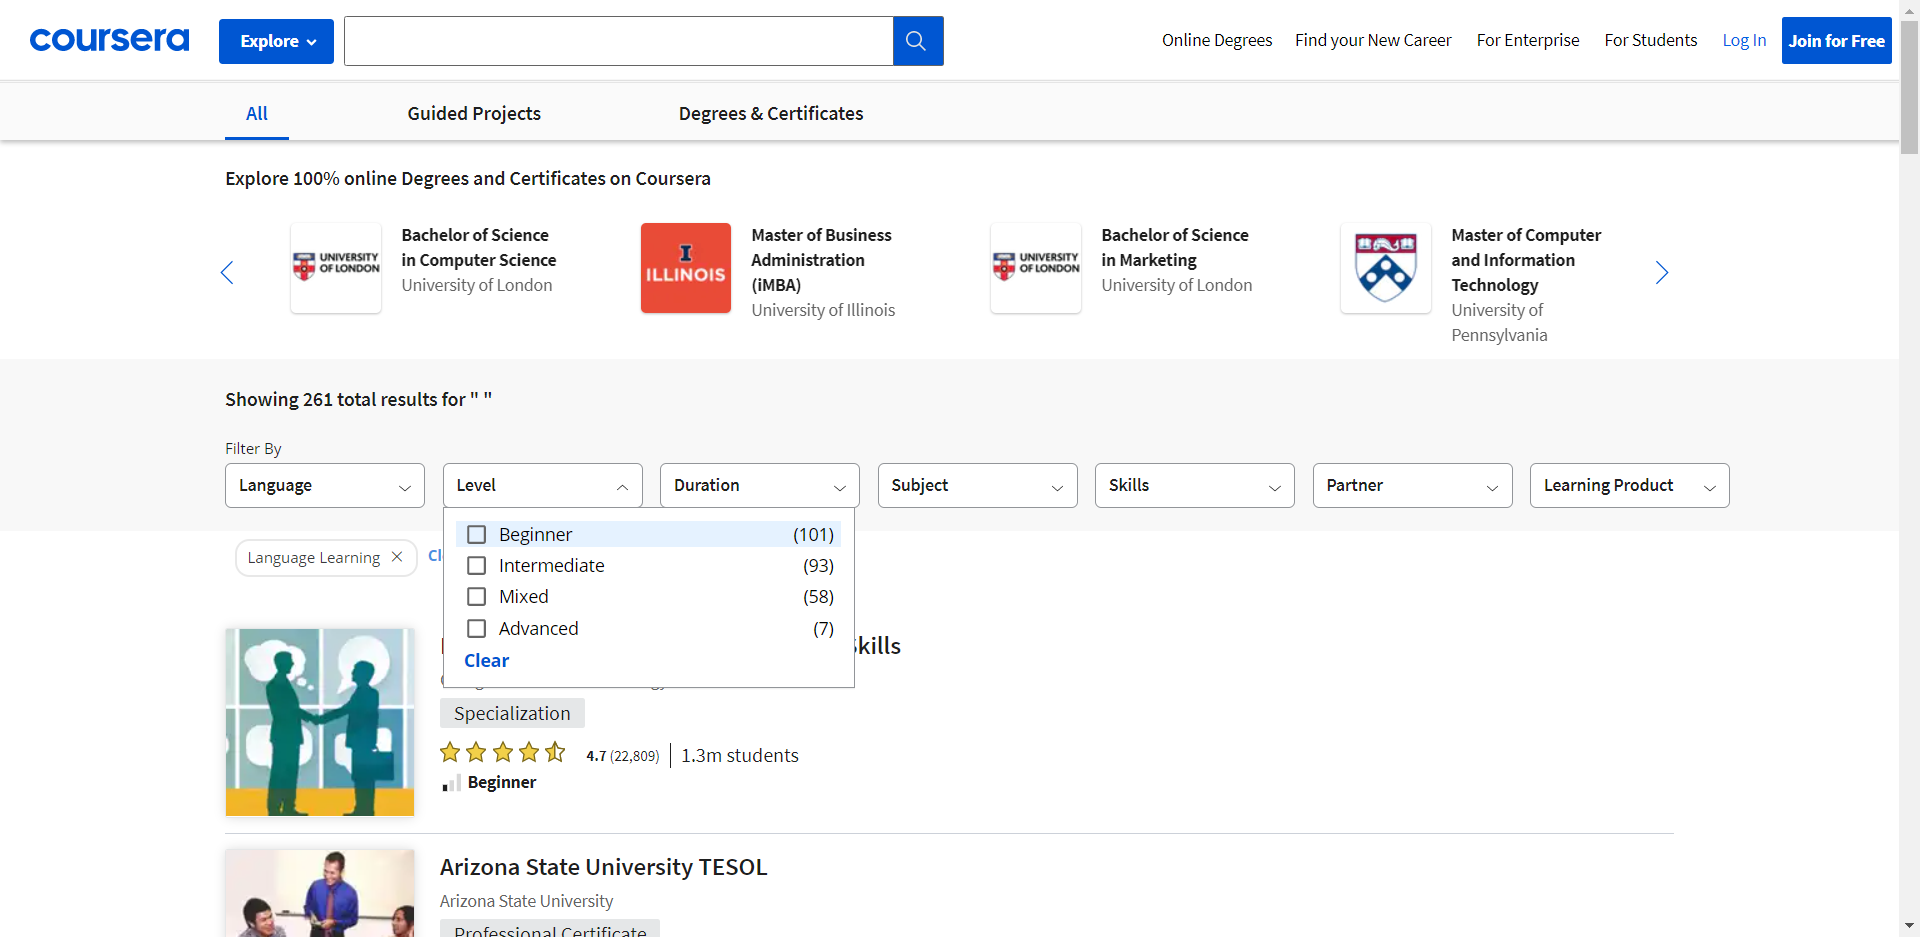 coursera
Explore
Online Degrees
Find your New Career
For Enterprise
For Students
Log In
Join for Free
All
Guided Projects
Degrees & Certificates
Explore 100% online Degrees and Certificates on Coursera
UNIVERSITY
OF LONDON
Bachelor of Science
in Computer Science
University of London
I
ILLINOIS
Master of Business
Administration
(iMBA)
University of Illinois
UNIVERSITY
OF LONDON
Bachelor of Science
in Marketing
University of London
Master of Computer
and Information
Technology
University of
Pennsylvania
Showing 261 total results for " "
Filter By
Language
Level
Duration
Subject
Skills
Partner
Learning Product
Beginner (101)
Intermediate (93)
Mixed (58)
Advanced (7)
Clear
Language Learning
Skills
Specialization
4.7 (22,809) 1.3m students
Beginner
Arizona State University TESOL
Arizona State University
Professional Certificate